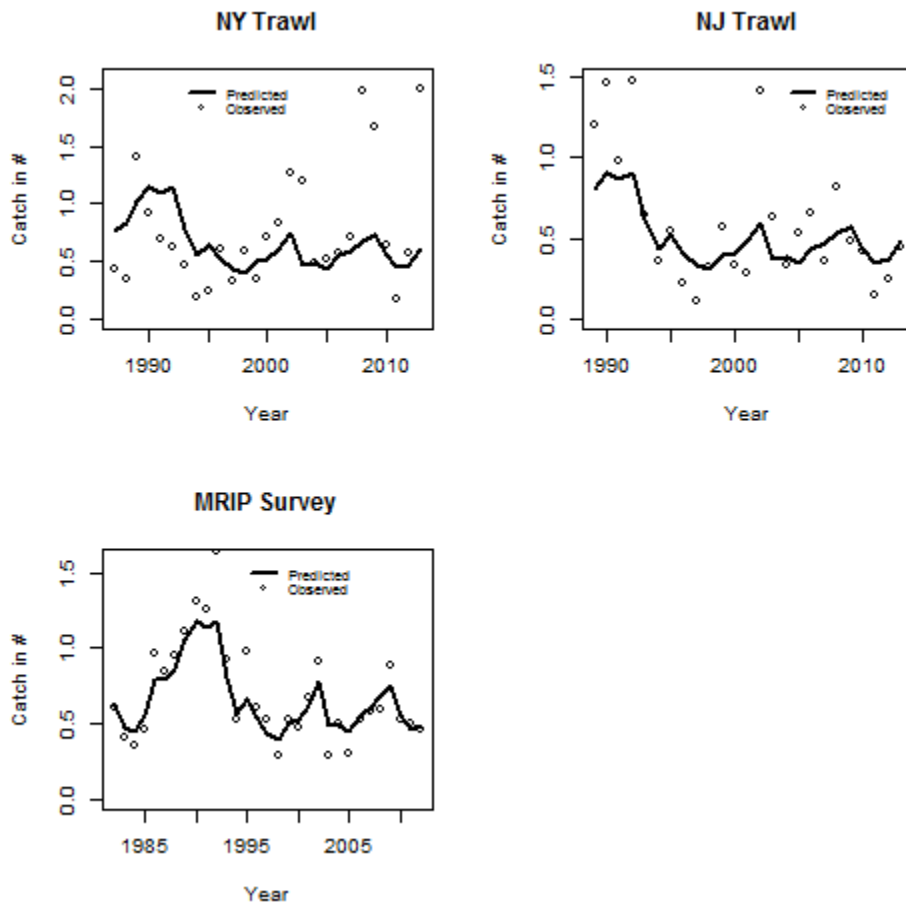 NY Trawl
Predicted
Observed
Catch in #
0.0 0.5 1.0 1.5 2.0
1990 2000 2010
Year
NJ Trawl
Predicted
Observed
Catch in #
0.0 0.5 1.0 1.5
1990 2000 2010
Year
MRIP Survey
Predicted
Observed
Catch in #
0.0 0.5 1.0 1.5
1985 1995 2005
Year